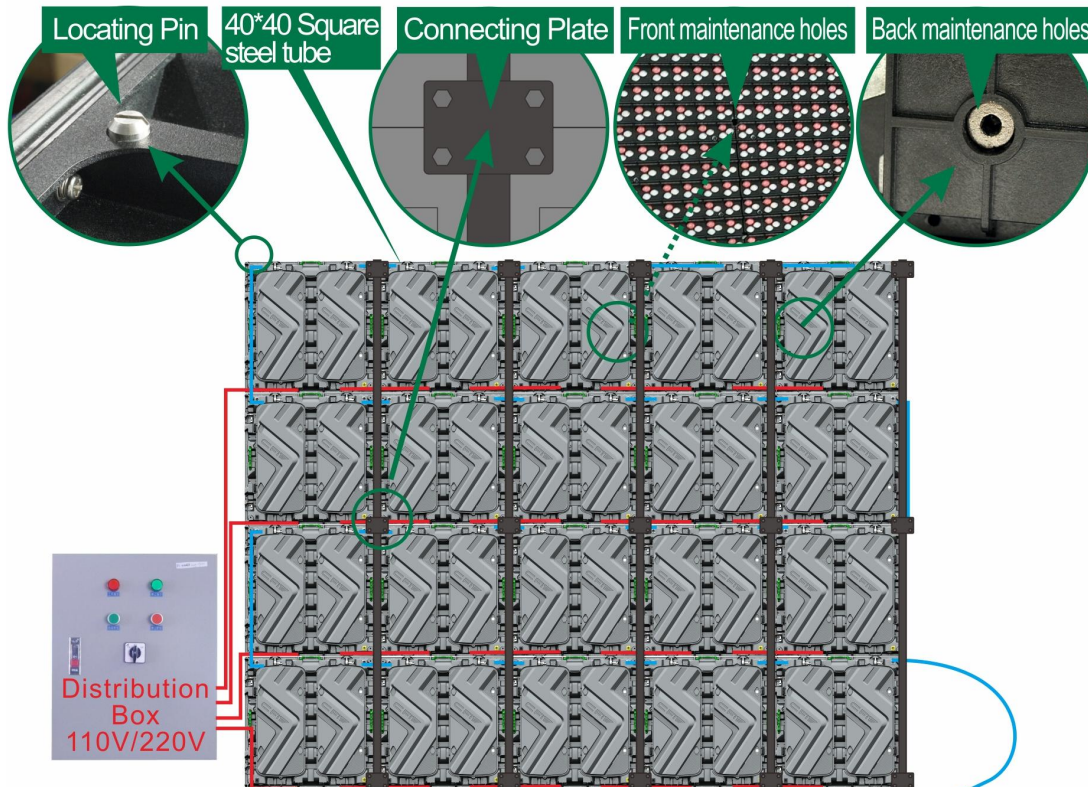 Locating Pin
40*40 Square
steel tube
Connecting Plate
Front maintenance holes
Back maintenance holes
Distribution
Box
110V/220V